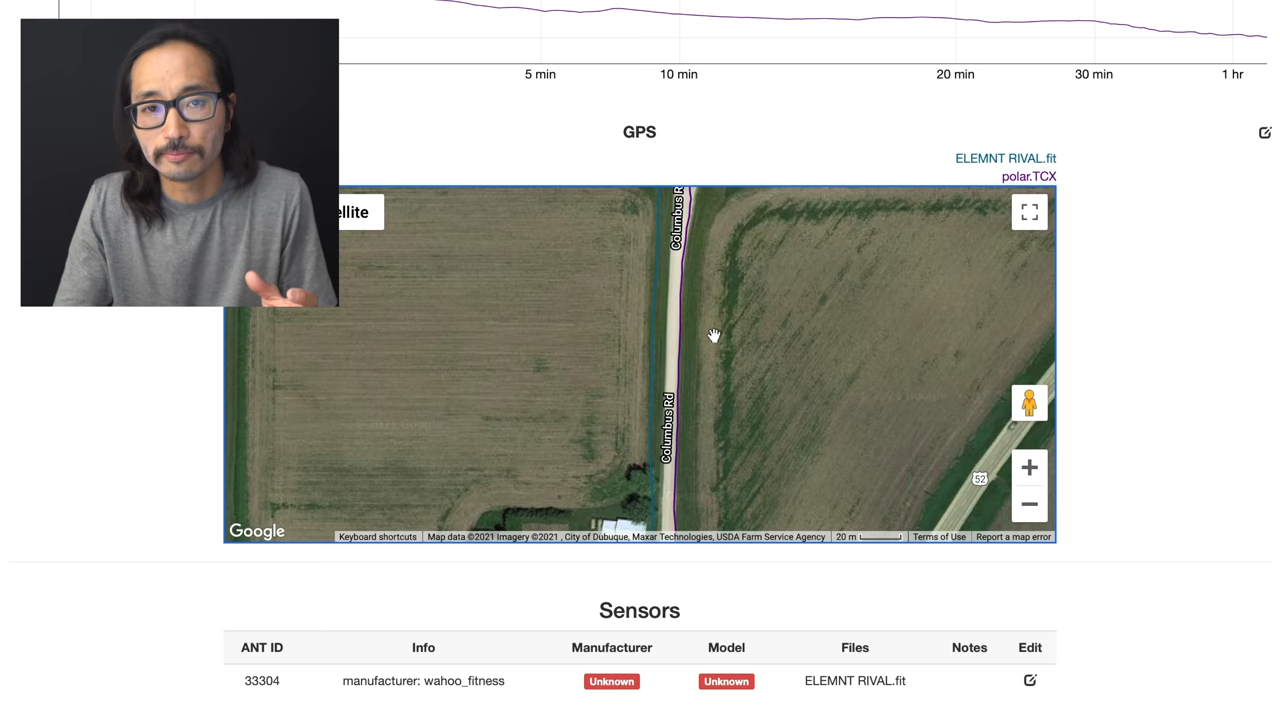 5 min
10 min
20 min
30 min
1 hr
GPS
ELEMNT RIVAL.fit
polar.TCX
ellite
Columbus R
Columbus Rd
52
Google
Keyboard shortcuts
Map data ©2021 Imagery ©2021 , City of Dubuque, Maxar Technologies, USDA Farm Service Agency
20 m
Terms of Use
Report a map error
Sensors
ANT ID Info Manufacturer Model Files Notes Edit
33304 manufacturer: wahoo_fitness Unknown Unknown ELEMNT RIVAL.fit